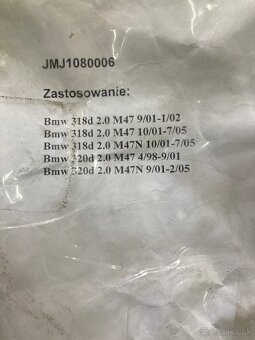 JMJ1080006
Zastosowanie:
Bmw 318d 2.0 M47 9/01-1/02
Bmw 318d 2.0 M47 10/01-7/05
Bmw 318d 2.0 M47N 10/01-7/05
Bmw 320d 2.0 M47 4/98-9/01
Bmw 320d 2.0 M47N 9/01-2/05